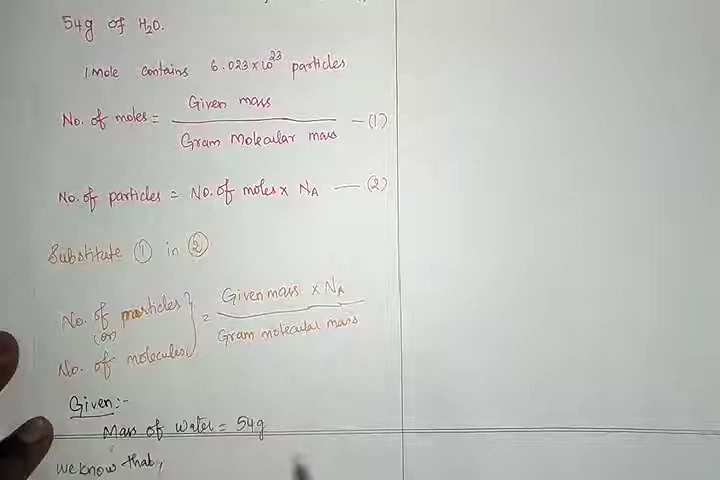 54g of H₂O.
1 mole contains 6.023×10²³ particles
No. of moles = Given mass / Gram Molecular mass — (1)
No. of particles = No. of moles × NA — (2)
Substitute ① in ②
No. of particles (or) No. of molecules } = Given mass × NA / Gram molecular mass
Given:-
Mass of water = 54g
We know that,